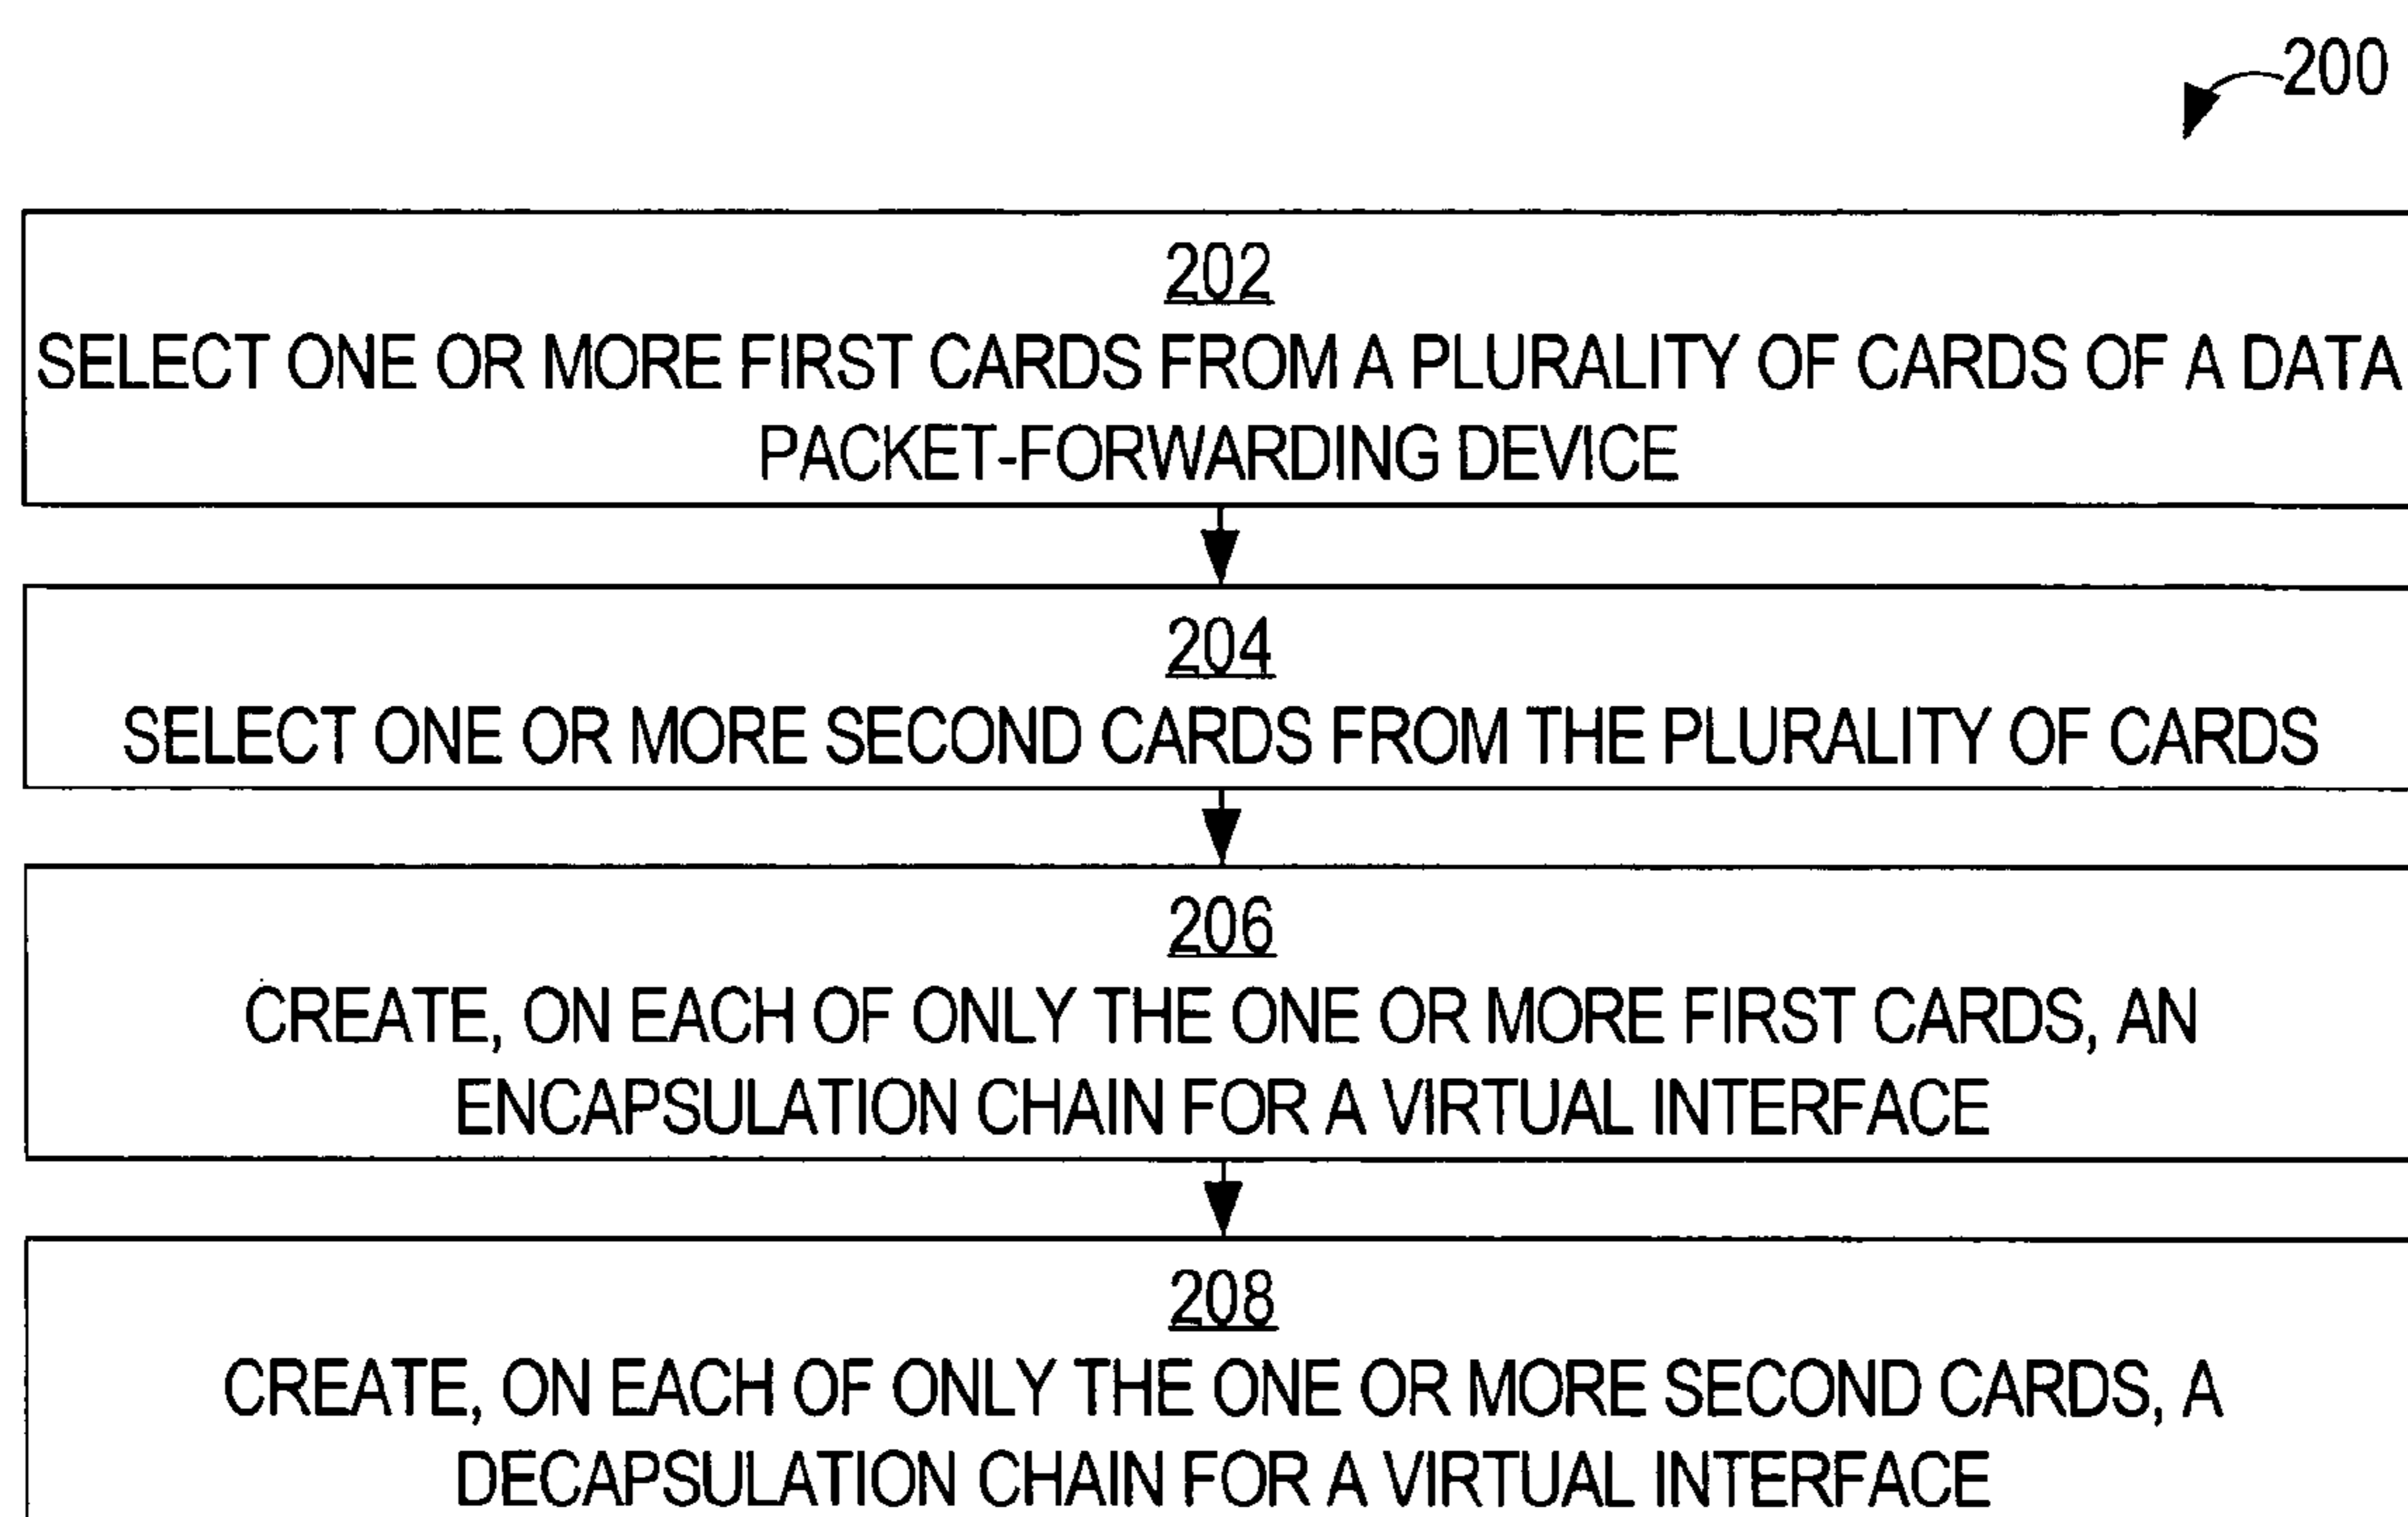 200
202
SELECT ONE OR MORE FIRST CARDS FROM A PLURALITY OF CARDS OF A DATA
PACKET-FORWARDING DEVICE
204
SELECT ONE OR MORE SECOND CARDS FROM THE PLURALITY OF CARDS
206
CREATE, ON EACH OF ONLY THE ONE OR MORE FIRST CARDS, AN
ENCAPSULATION CHAIN FOR A VIRTUAL INTERFACE
208
CREATE, ON EACH OF ONLY THE ONE OR MORE SECOND CARDS, A
DECAPSULATION CHAIN FOR A VIRTUAL INTERFACE